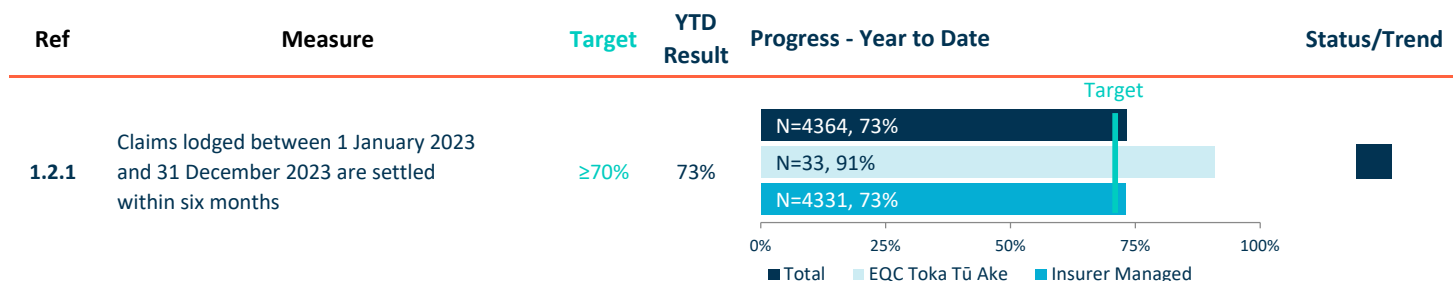 Ref Measure Target YTD Result Progress - Year to Date Status/Trend
Target
1.2.1 Claims lodged between 1 January 2023
and 31 December 2023 are settled
within six months
≥70% 73%
N=4364, 73%
N=33, 91%
N=4331, 73%
0% 25% 50% 75% 100%
Total EQC Toka Tū Ake Insurer Managed